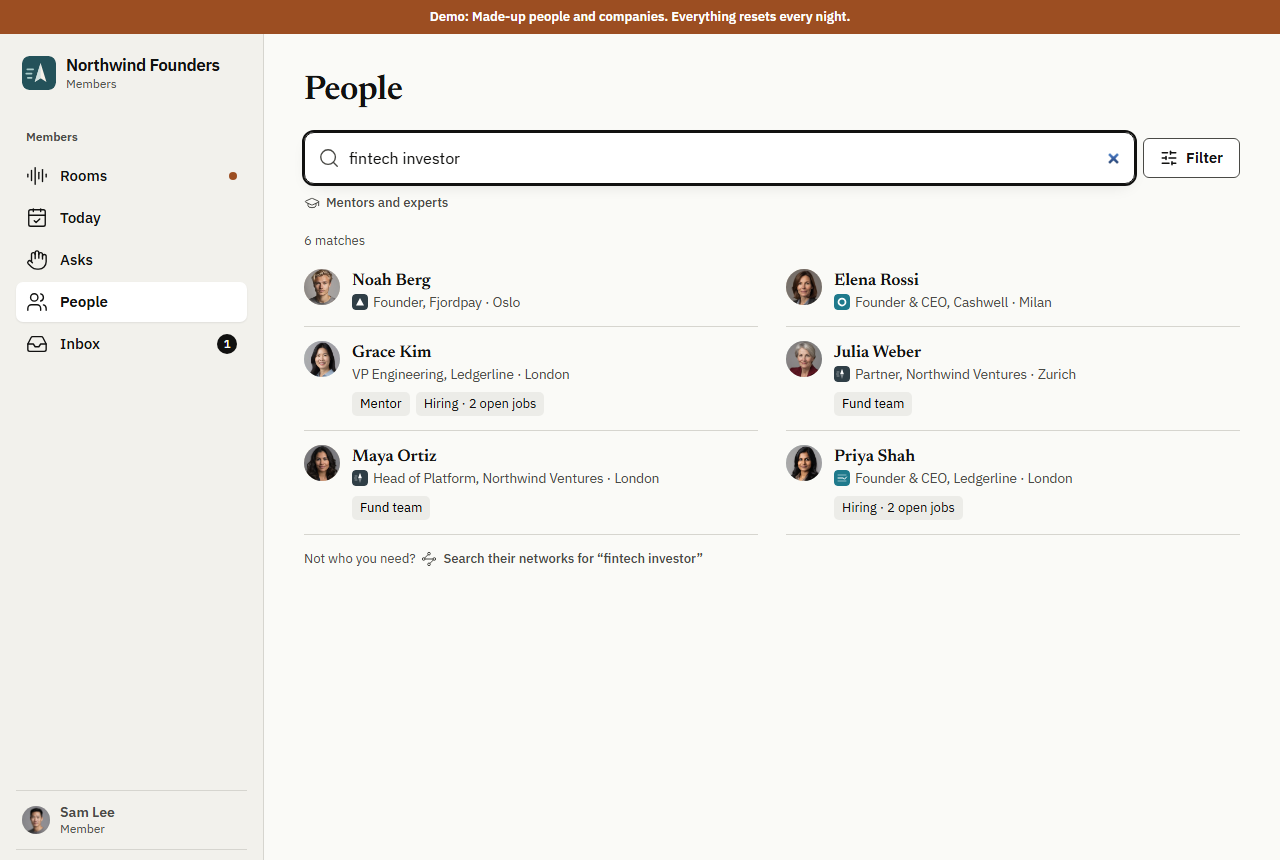 Demo: Made-up people and companies. Everything resets every night.
Northwind Founders
Members
Members
Rooms
Today
Asks
People
Inbox
1
Sam Lee
Member
People
fintech investor
Filter
Mentors and experts
6 matches
Noah Berg
Founder, Fjordpay · Oslo
Elena Rossi
Founder & CEO, Cashwell · Milan
Grace Kim
VP Engineering, Ledgerline · London
Mentor
Hiring · 2 open jobs
Julia Weber
Partner, Northwind Ventures · Zurich
Fund team
Maya Ortiz
Head of Platform, Northwind Ventures · London
Fund team
Priya Shah
Founder & CEO, Ledgerline · London
Hiring · 2 open jobs
Not who you need? Search their networks for “fintech investor”